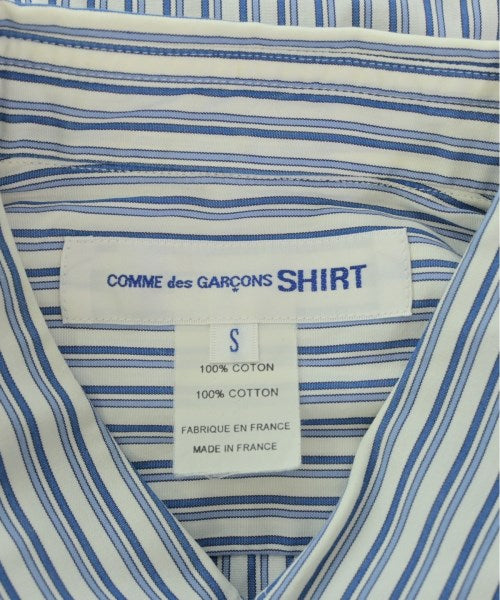 COMME des GARÇONS SHIRT
S
100% COTON
100% COTTON
FABRIQUE EN FRANCE
MADE IN FRANCE